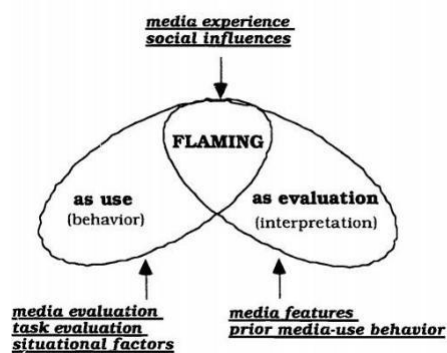 media experience
social influences
FLAMING
as use
(behavior)
as evaluation
(interpretation)
media evaluation
task evaluation
situational factors
media features
prior media-use behavior